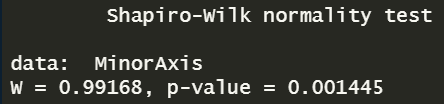 Shapiro-Wilk normality test
data:  MinorAxis
W = 0.99168, p-value = 0.001445